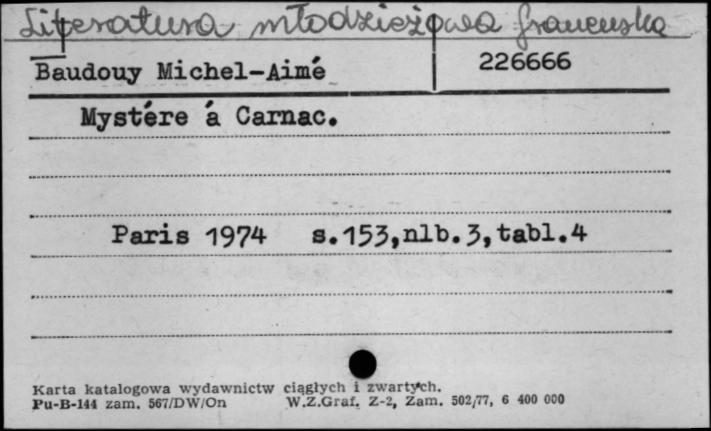 Literatura młodzieżowa francuska
Baudouy Michel-Aimé 226666
Mystére á Carnac.
Paris 1974 s.153,nlb.3,tabl.4
Karta katalogowa wydawnictw ciągłych i zwartych.
Pu-B-144 zam. 567/DW/On W.Z.Graf. Z-2, Zam. 502/77, 6 400 000